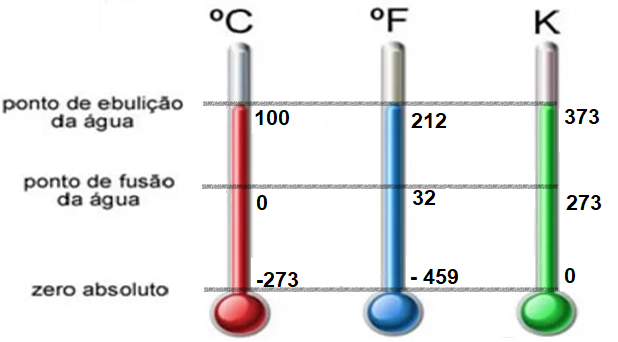 ºC ºF K
ponto de ebulição
da água
100 212 373
ponto de fusão
da água
0 32 273
zero absoluto
-273 - 459 0